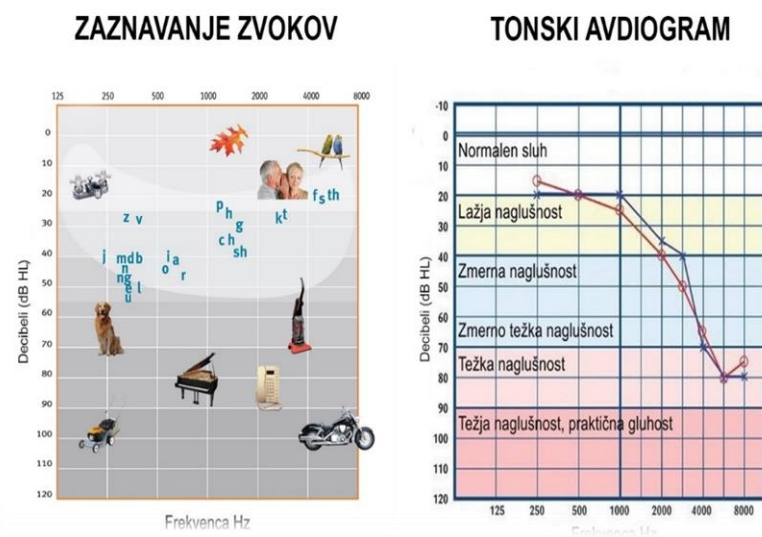 ZAZNAVANJE ZVOKOV
125 250 500 1000 2000 4000 8000
0
10
20
30
40
50
60
70
80
90
100
110
120
Decibeli (dB HL)
z v
j mdb
n
ng
e l
u
i a
o r
p
h
g
ch
sh
k t
f s th
Frekvenca Hz
TONSKI AVDIOGRAM
-10
0
10
20
30
40
50
60
70
80
90
100
110
120
Decibeli (dB HL)
Normalen sluh
Lažja naglušnost
Zmerna naglušnost
Zmerno težka naglušnost
Težka naglušnost
Težja naglušnost, praktična gluhost
125 250 500 1000 2000 4000 8000
Frekvenca Hz